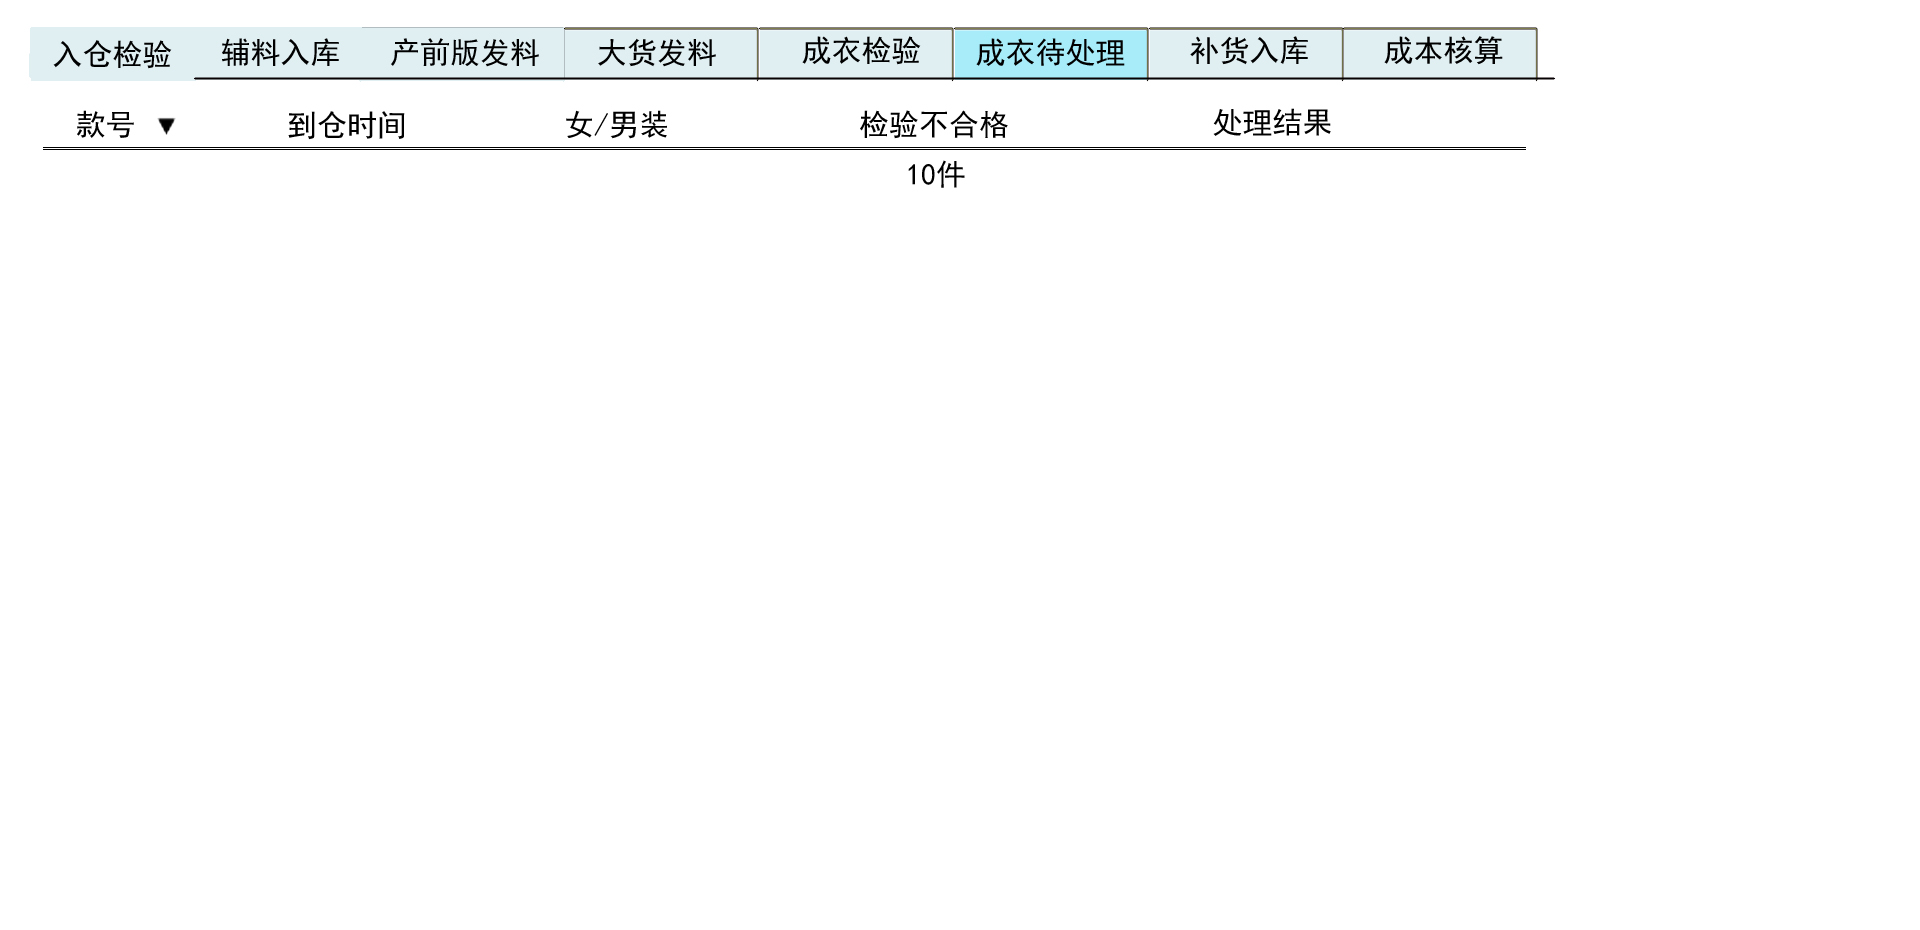 入仓检验 辅料入库 产前版发料 大货发料 成衣检验 成衣待处理 补货入库 成本核算
款号 ▼ 到仓时间 女/男装 检验不合格 处理结果
10件